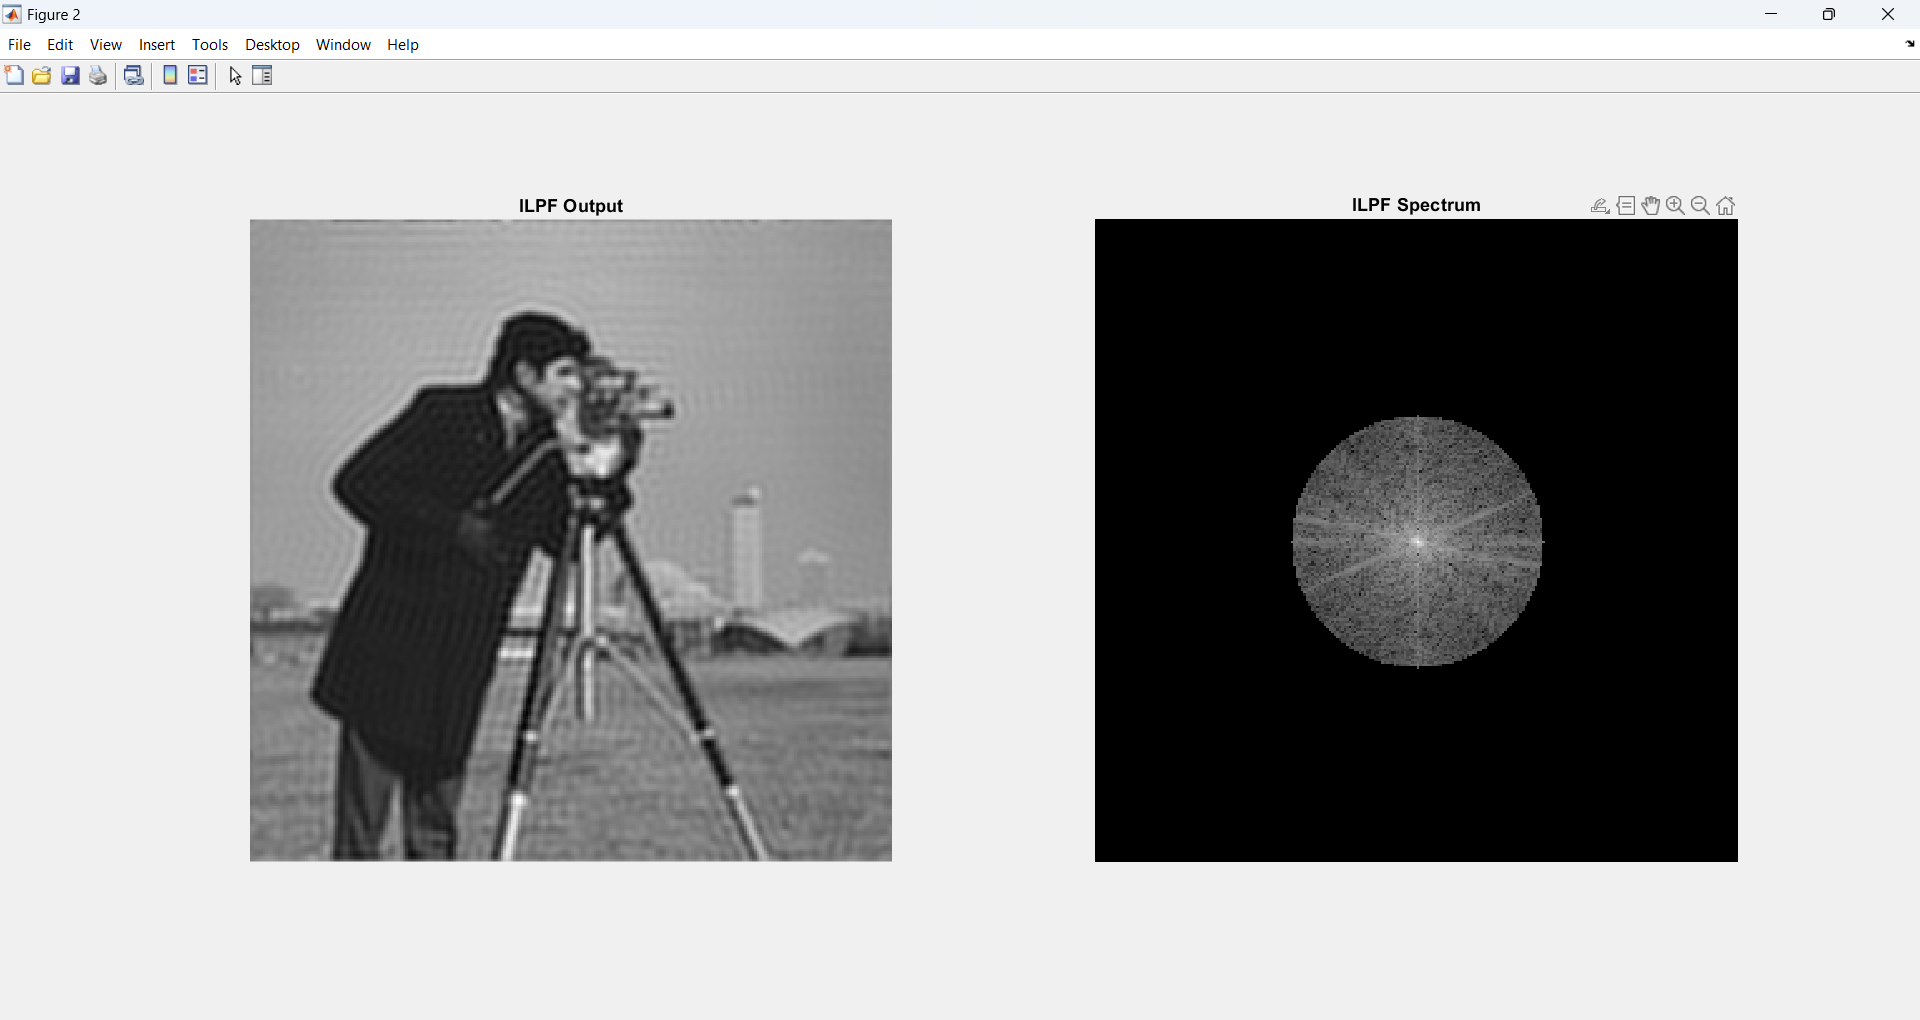 Figure 2
File Edit View Insert Tools Desktop Window Help
ILPF Output
ILPF Spectrum